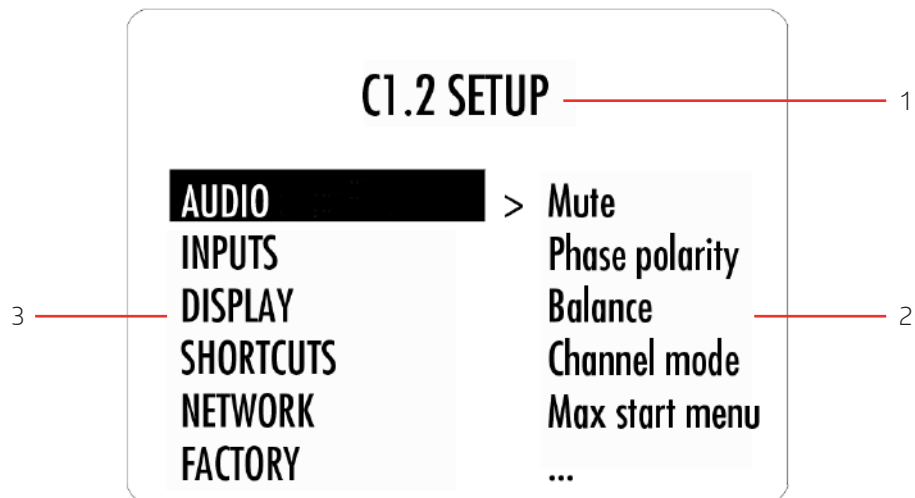 C1.2 SETUP
1
AUDIO > Mute
INPUTS Phase polarity
3 DISPLAY Balance 2
SHORTCUTS Channel mode
NETWORK Max start menu
FACTORY ...